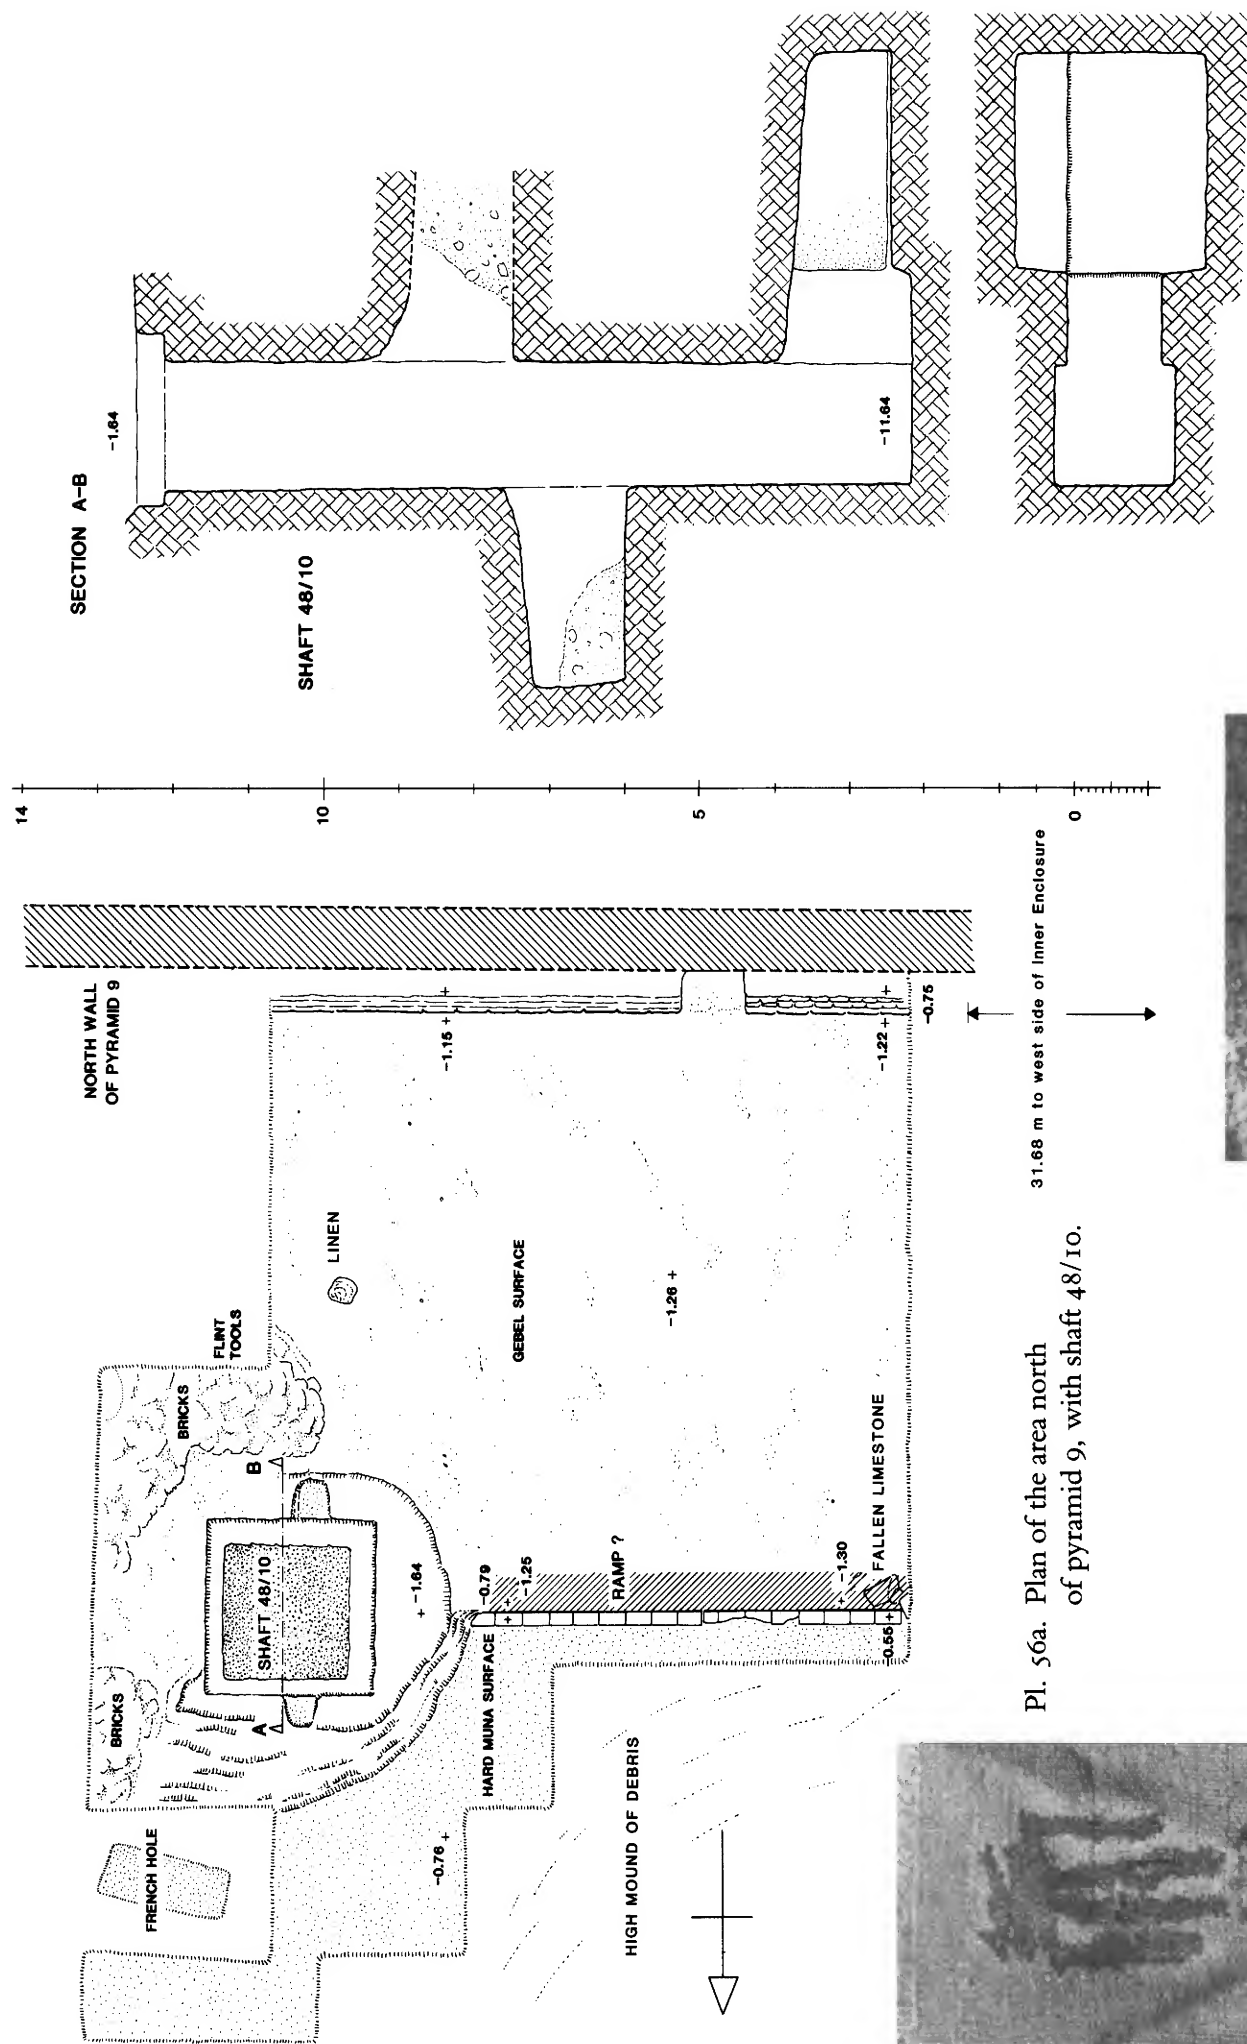 SECTION A–B
-1.64
SHAFT 48/10
-11.64
14
10
5
0
NORTH WALL
OF PYRAMID 9
-1.15 +
-1.22 +
-0.75
31.68 m to west side of Inner Enclosure
FLINT
TOOLS
LINEN
BRICKS
GEBEL SURFACE
-1.26 +
B
SHAFT 48/10
A
+ -1.64
BRICKS
-0.79
-1.25
RAMP ?
-1.30
FALLEN LIMESTONE
0.55 +
HARD MUNA SURFACE
FRENCH HOLE
-0.76 +
HIGH MOUND OF DEBRIS
Pl. 56a. Plan of the area north
of pyramid 9, with shaft 48/10.